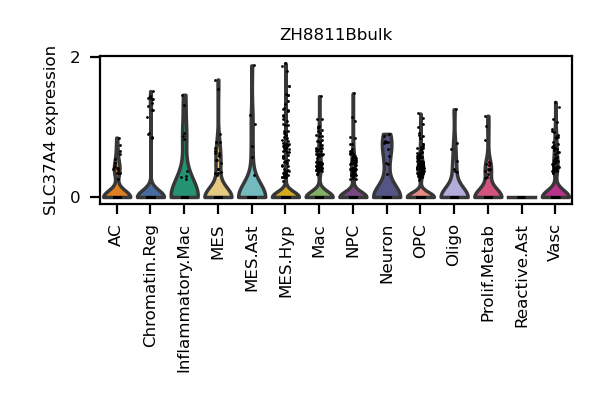 ZH8811Bbulk
SLC37A4 expression
2
0
AC
Chromatin.Reg
Inflammatory.Mac
MES
MES.Ast
MES.Hyp
Mac
NPC
Neuron
OPC
Oligo
Prolif.Metab
Reactive.Ast
Vasc